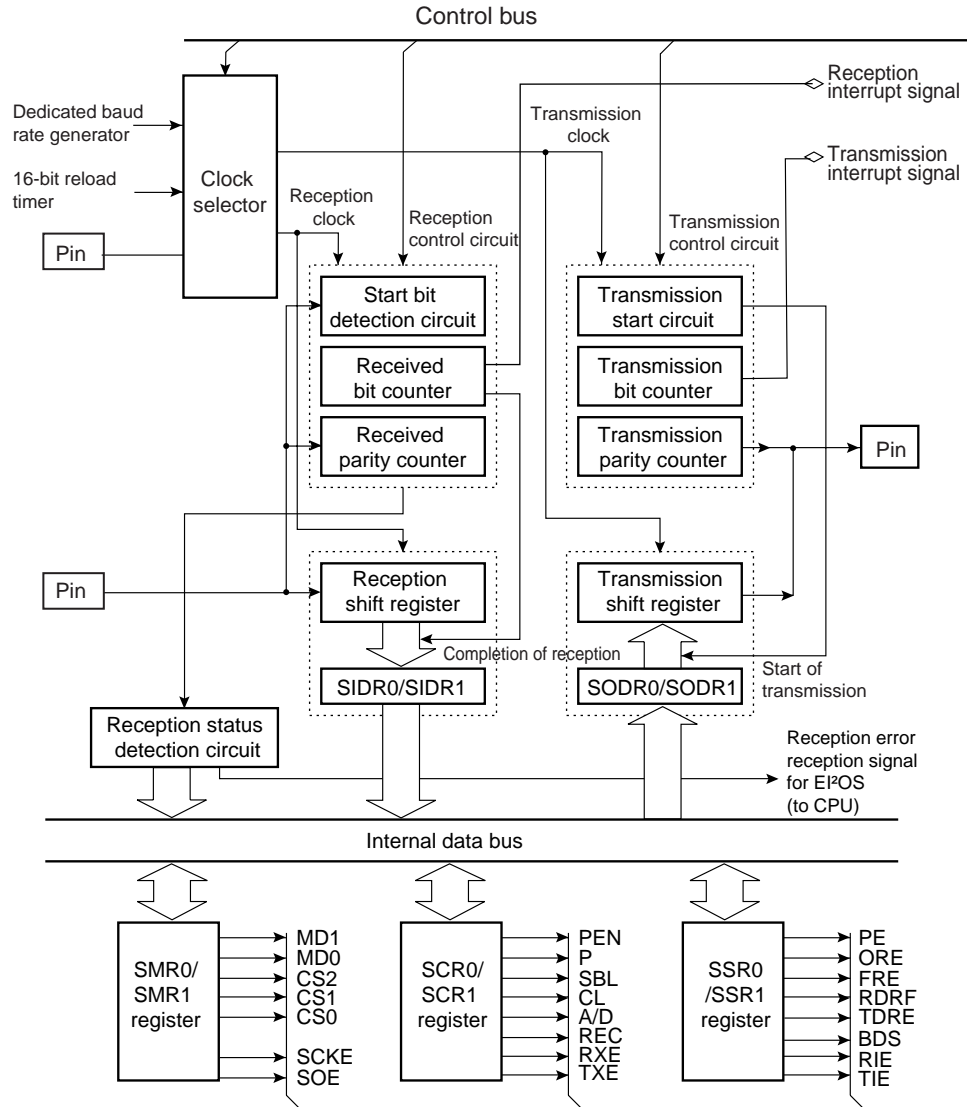 Control bus
Reception
interrupt signal
Dedicated baud
rate generator
Transmission
clock
Transmission
interrupt signal
16-bit reload
timer
Clock
selector
Reception
clock
Reception
control circuit
Transmission
control circuit
Pin
Start bit
detection circuit
Transmission
start circuit
Received
bit counter
Transmission
bit counter
Received
parity counter
Transmission
parity counter
Pin
Pin
Reception
shift register
Transmission
shift register
Completion of reception
SIDR0/SIDR1
SODR0/SODR1
Start of
transmission
Reception status
detection circuit
Reception error
reception signal
for EI²OS
(to CPU)
Internal data bus
SMR0/
SMR1
register
MD1
MD0
CS2
CS1
CS0
SCKE
SOE
SCR0/
SCR1
register
PEN
P
SBL
CL
A/D
REC
RXE
TXE
SSR0
/SSR1
register
PE
ORE
FRE
RDRF
TDRE
BDS
RIE
TIE